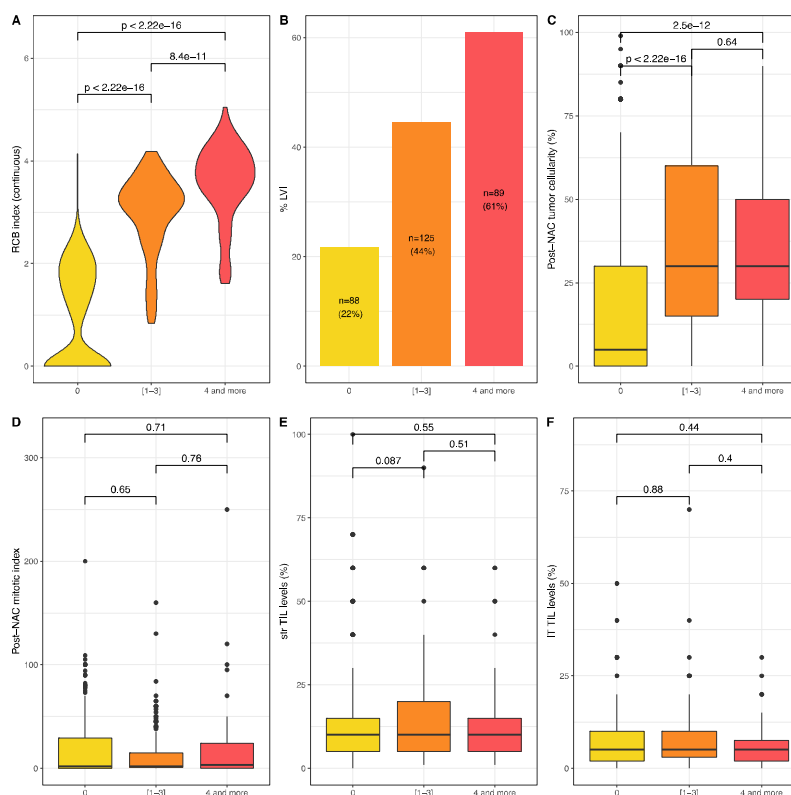 A
RCB index (continuous)
6
4
2
0
p < 2.22e−16
8.4e−11
p < 2.22e−16
0
[1−3]
4 and more
B
% LVI
60
40
20
0
n=88
(22%)
n=125
(44%)
n=89
(61%)
0
[1−3]
4 and more
C
Post−NAC tumor cellularity (%)
100
75
50
25
0
2.5e−12
0.64
p < 2.22e−16
0
[1−3]
4 and more
D
Post−NAC mitotic index
300
200
100
0
0.71
0.76
0.65
0
[1−3]
4 and more
E
str TIL levels (%)
100
75
50
25
0
0.55
0.51
0.087
0
[1−3]
4 and more
F
IT TIL levels (%)
75
50
25
0
0.44
0.4
0.88
0
[1−3]
4 and more